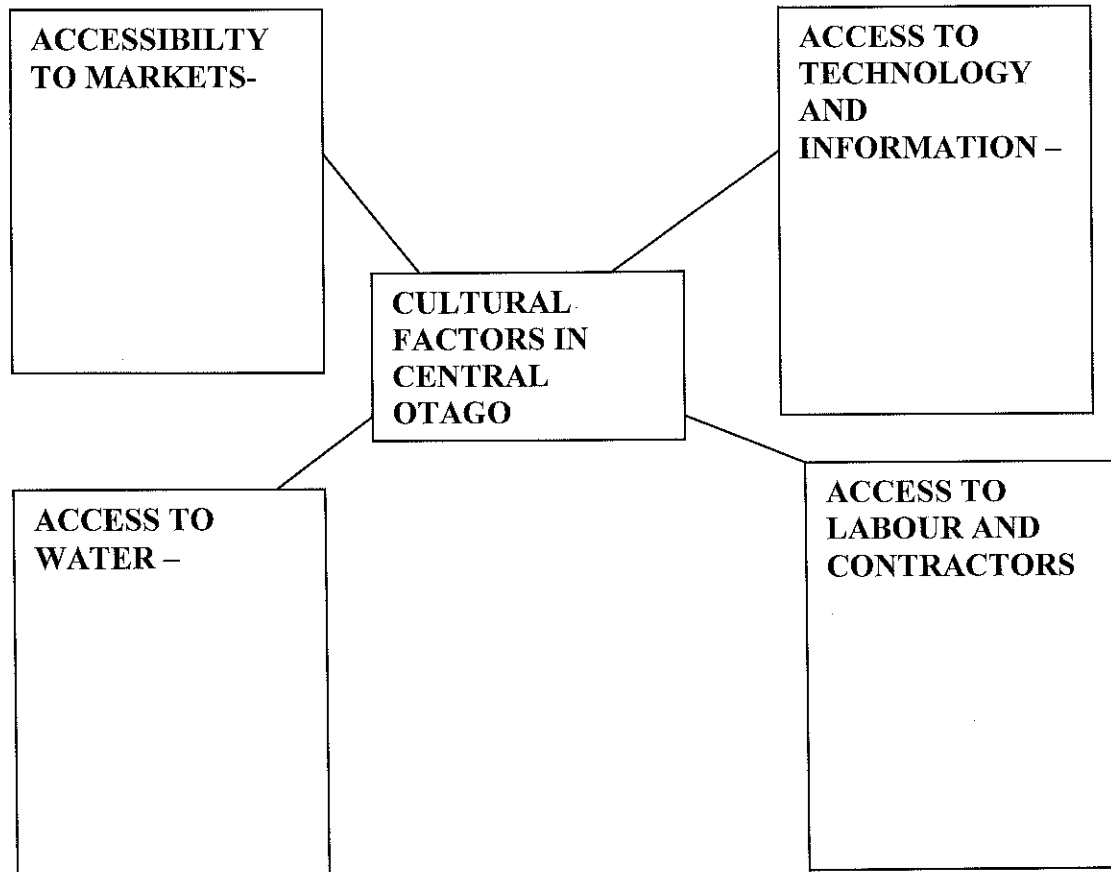 ACCESSIBILTY
TO MARKETS-
ACCESS TO
TECHNOLOGY
AND
INFORMATION –
CULTURAL
FACTORS IN
CENTRAL
OTAGO
ACCESS TO
WATER –
ACCESS TO
LABOUR AND
CONTRACTORS